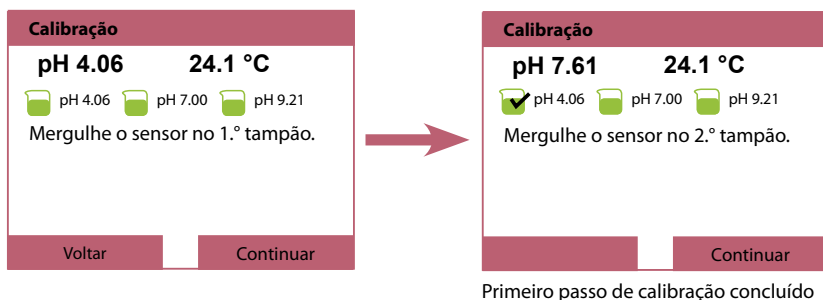 Calibração
pH 4.06 24.1 °C
pH 4.06 pH 7.00 pH 9.21
Mergulhe o sensor no 1.° tampão.
Voltar Continuar
Calibração
pH 7.61 24.1 °C
pH 4.06 pH 7.00 pH 9.21
Mergulhe o sensor no 2.° tampão.
Continuar
Primeiro passo de calibração concluído